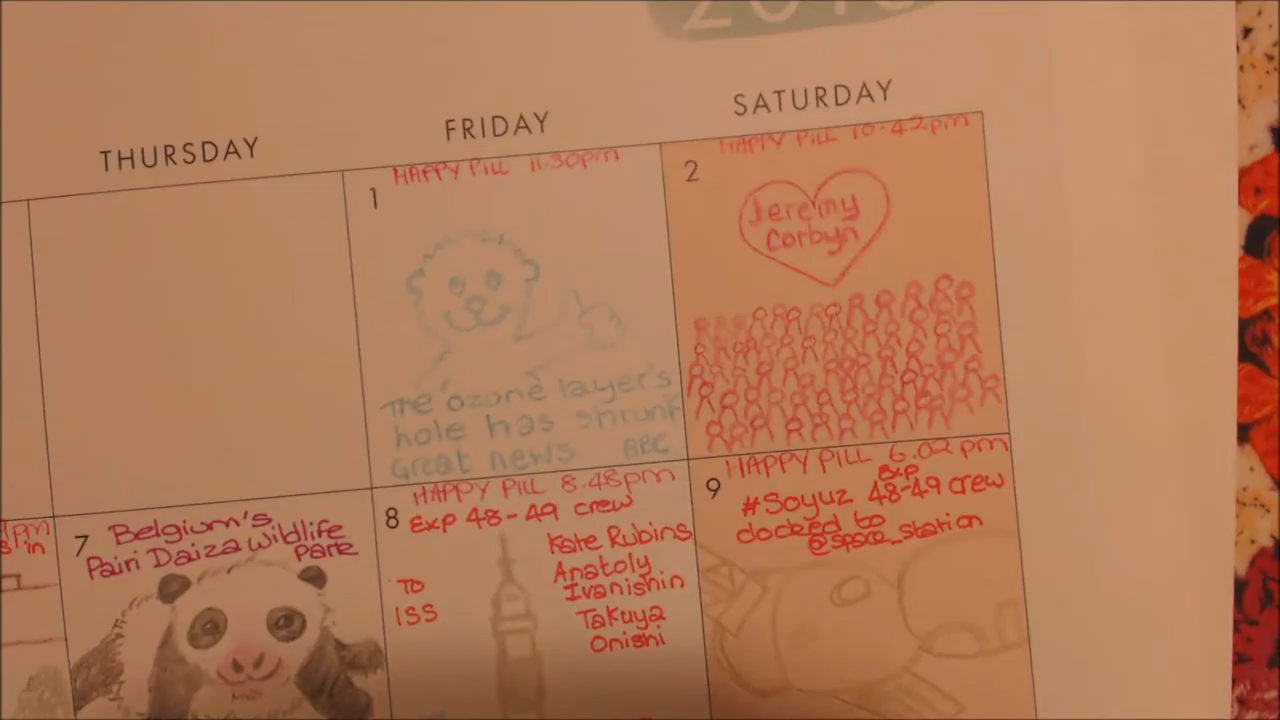 THURSDAY
FRIDAY
SATURDAY
1
HAPPY PILL 11.30pm
The ozone layer's
hole has shrunk
Great news BBC
2
HAPPY PILL 10.42pm
Jeremy
Corbyn
7
Belgium's
Pairi Daiza Wildlife
Park
8
HAPPY PILL 8.48pm
Exp 48-49 crew
TO
ISS
Kate Rubins
Anatoly
Ivanishin
Takuya
Onishi
9
HAPPY PILL 6.02pm
#Soyuz Exp 48-49 crew
docked to
@space_station